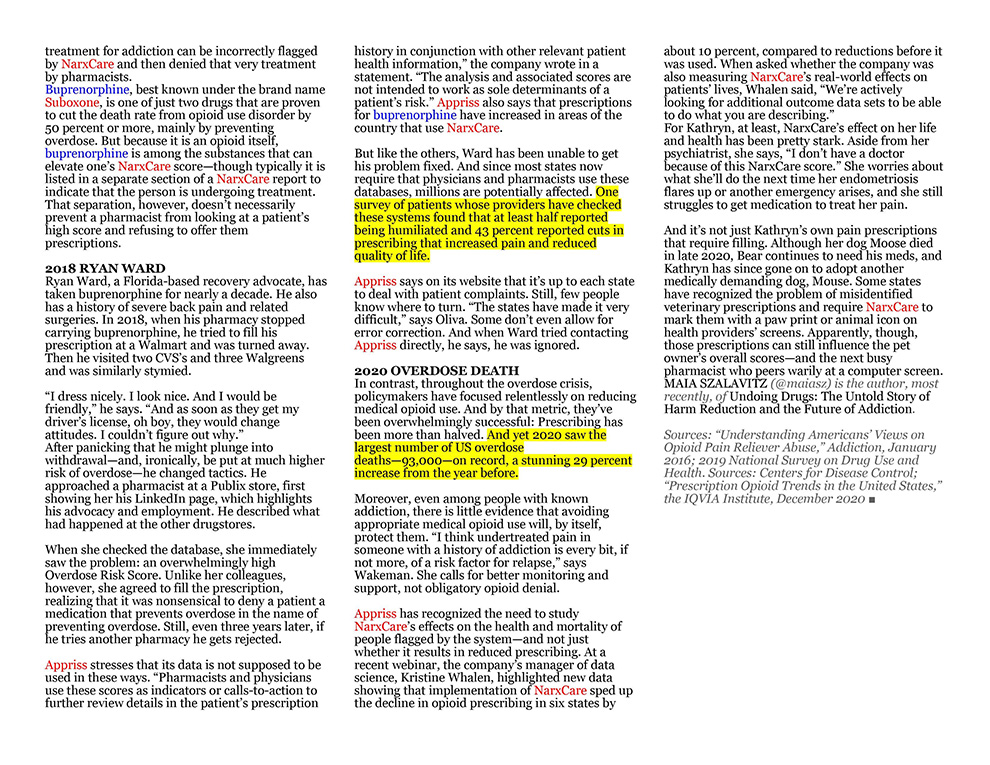 treatment for addiction can be incorrectly flagged
by NarxCare and then denied that very treatment
by pharmacists.
Buprenorphine, best known under the brand name
Suboxone, is one of just two drugs that are proven
to cut the death rate from opioid use disorder by
50 percent or more, mainly by preventing
overdose. But because it is an opioid itself,
buprenorphine is among the substances that can
elevate one's NarxCare score—though typically it is
listed in a separate section of a NarxCare report to
indicate that the person is undergoing treatment.
That separation, however, doesn't necessarily
prevent a pharmacist from looking at a patient's
high score and refusing to offer them
prescriptions.
2018 RYAN WARD
Ryan Ward, a Florida-based recovery advocate, has
taken buprenorphine for nearly a decade. He also
has a history of severe back pain and related
surgeries. In 2018, when his pharmacy stopped
carrying buprenorphine, he tried to fill his
prescription at a Walmart and was turned away.
Then he visited two CVS's and three Walgreens
and was similarly stymied.
"I dress nicely. I look nice. And I would be
friendly," he says. "And as soon as they get my
driver's license, oh boy, they would change
attitudes. I couldn't figure out why."
After panicking that he might plunge into
withdrawal—and, ironically, be put at much higher
risk of overdose—he changed tactics. He
approached a pharmacist at a Publix store, first
showing her his LinkedIn page, which highlights
his advocacy and employment. He described what
had happened at the other drugstores.
When she checked the database, she immediately
saw the problem: an overwhelmingly high
Overdose Risk Score. Unlike her colleagues,
however, she agreed to fill the prescription,
realizing that it was nonsensical to deny a patient a
medication that prevents overdose in the name of
preventing overdose. Still, even three years later, if
he tries another pharmacy he gets rejected.
Appriss stresses that its data is not supposed to be
used in these ways. "Pharmacists and physicians
use these scores as indicators or calls-to-action to
further review details in the patient's prescription
history in conjunction with other relevant patient
health information," the company wrote in a
statement. "The analysis and associated scores are
not intended to work as sole determinants of a
patient's risk." Appriss also says that prescriptions
for buprenorphine have increased in areas of the
country that use NarxCare.
But like the others, Ward has been unable to get
his problem fixed. And since most states now
require that physicians and pharmacists use these
databases, millions are potentially affected. One
survey of patients whose providers have checked
these systems found that at least half reported
being humiliated and 43 percent reported cuts in
prescribing that increased pain and reduced
quality of life.
Appriss says on its website that it's up to each state
to deal with patient complaints. Still, few people
know where to turn. "The states have made it very
difficult," says Oliva. Some don't even allow for
error correction. And when Ward tried contacting
Appriss directly, he says, he was ignored.
2020 OVERDOSE DEATH
In contrast, throughout the overdose crisis,
policymakers have focused relentlessly on reducing
medical opioid use. And by that metric, they've
been overwhelmingly successful: Prescribing has
been more than halved. And yet 2020 saw the
largest number of US overdose
deaths—93,000—on record, a stunning 29 percent
increase from the year before.
Moreover, even among people with known
addiction, there is little evidence that avoiding
appropriate medical opioid use will, by itself,
protect them. "I think undertreated pain in
someone with a history of addiction is every bit, if
not more, of a risk factor for relapse," says
Wakeman. She calls for better monitoring and
support, not obligatory opioid denial.
Appriss has recognized the need to study
NarxCare's effects on the health and mortality of
people flagged by the system—and not just
whether it results in reduced prescribing. At a
recent webinar, the company's manager of data
science, Kristine Whalen, highlighted new data
showing that implementation of NarxCare sped up
the decline in opioid prescribing in six states by
about 10 percent, compared to reductions before it
was used. When asked whether the company was
also measuring NarxCare's real-world effects on
patients' lives, Whalen said, "We're actively
looking for additional outcome data sets to be able
to do what you are describing."
For Kathryn, at least, NarxCare's effect on her life
and health has been pretty stark. Aside from her
psychiatrist, she says, "I don't have a doctor
because of this NarxCare score." She worries about
what she'll do the next time her endometriosis
flares up or another emergency arises, and she still
struggles to get medication to treat her pain.
And it's not just Kathryn's own pain prescriptions
that require filling. Although her dog Moose died
in late 2020, Bear continues to need his meds, and
Kathryn has since gone on to adopt another
medically demanding dog, Mouse. Some states
have recognized the problem of misidentified
veterinary prescriptions and require NarxCare to
mark them with a paw print or animal icon on
health providers' screens. Apparently, though,
those prescriptions can still influence the pet
owner's overall scores—and the next busy
pharmacist who peers warily at a computer screen.
MAIA SZALAVITZ (@maiasz) is the author, most
recently, of Undoing Drugs: The Untold Story of
Harm Reduction and the Future of Addiction.
Sources: "Understanding Americans' Views on
Opioid Pain Reliever Abuse," Addiction, January
2016; 2019 National Survey on Drug Use and
Health. Sources: Centers for Disease Control;
"Prescription Opioid Trends in the United States,"
the IQVIA Institute, December 2020 ■